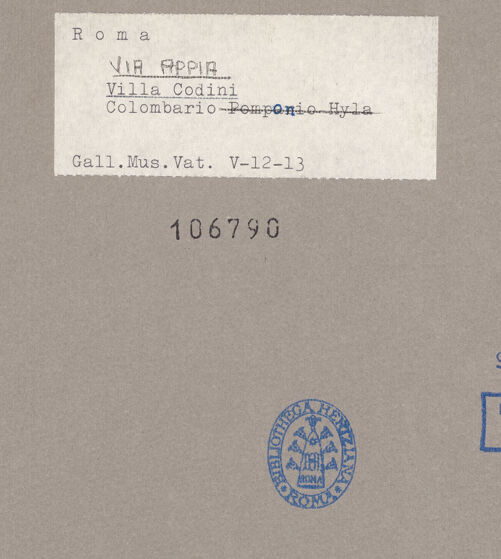 R o m a
VIA APPIA
Villa Codini
Colombario Pomponio Hyla
Gall.Mus.Vat. V-12-13
106790
BIBLIOTHECA HERTZIANA
ROMA
ROMA